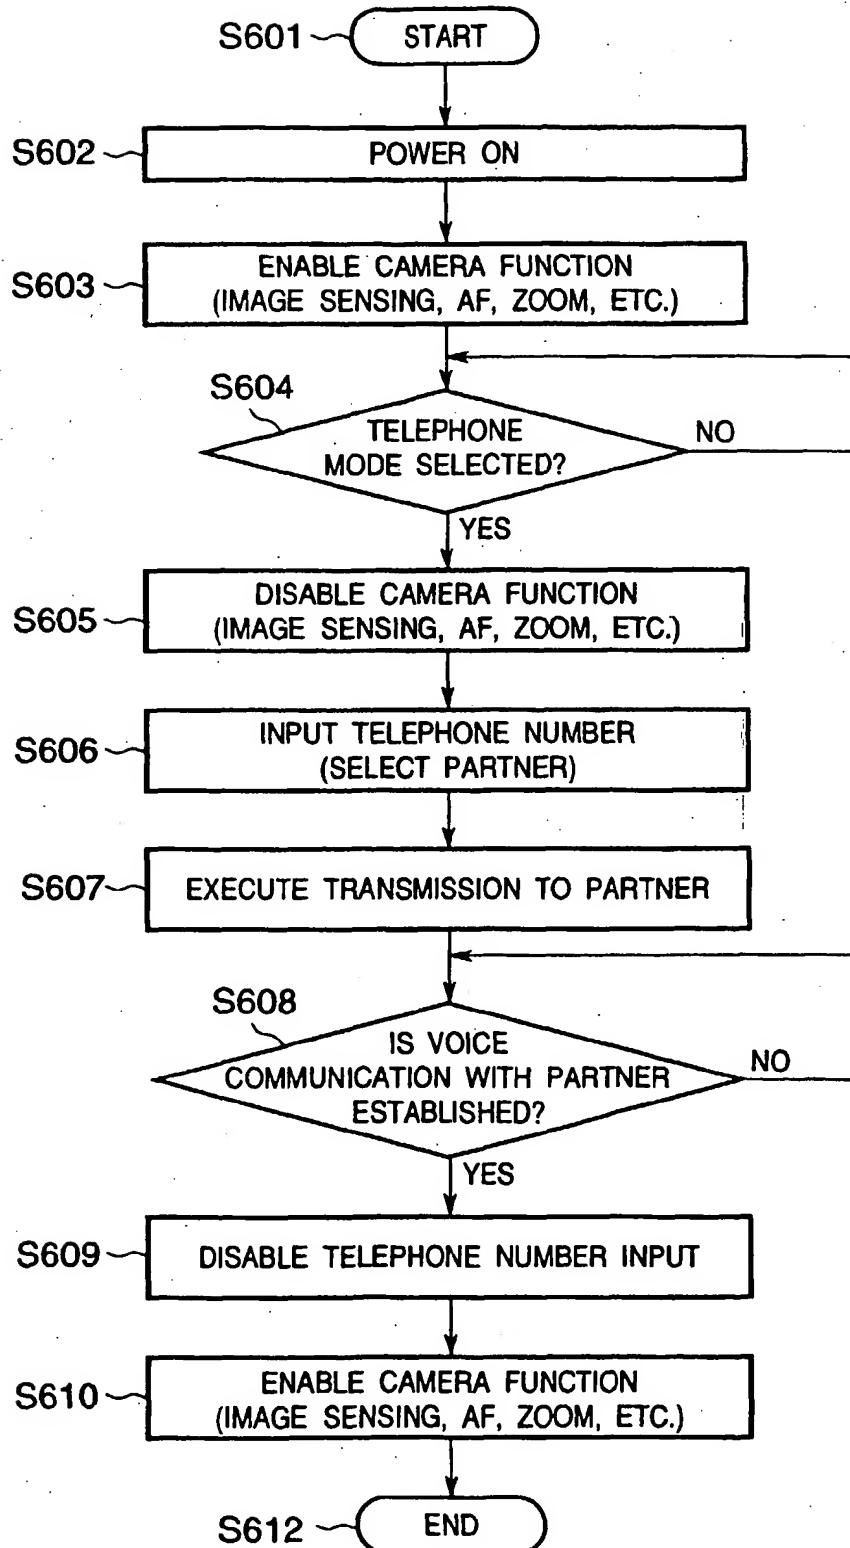 S601
START
S602
POWER ON
S603
ENABLE CAMERA FUNCTION
(IMAGE SENSING, AF, ZOOM, ETC.)
S604
TELEPHONE
MODE SELECTED?
NO
YES
S605
DISABLE CAMERA FUNCTION
(IMAGE SENSING, AF, ZOOM, ETC.)
S606
INPUT TELEPHONE NUMBER
(SELECT PARTNER)
S607
EXECUTE TRANSMISSION TO PARTNER
S608
IS VOICE
COMMUNICATION WITH PARTNER
ESTABLISHED?
NO
YES
S609
DISABLE TELEPHONE NUMBER INPUT
S610
ENABLE CAMERA FUNCTION
(IMAGE SENSING, AF, ZOOM, ETC.)
S612
END